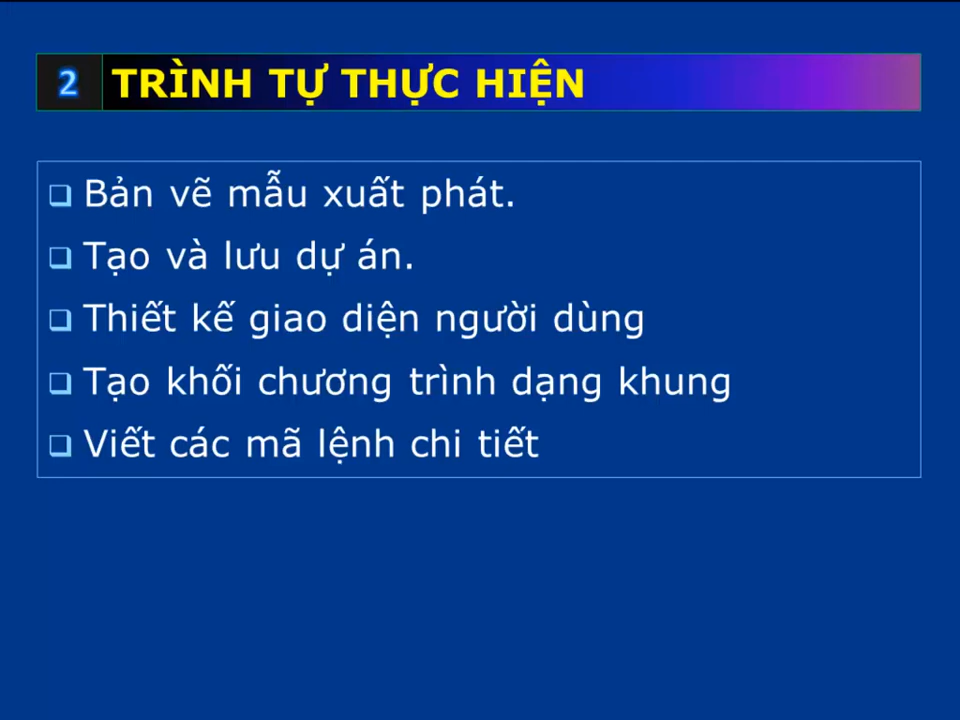 2 TRÌNH TỰ THỰC HIỆN
Bản vẽ mẫu xuất phát.
Tạo và lưu dự án.
Thiết kế giao diện người dùng
Tạo khối chương trình dạng khung
Viết các mã lệnh chi tiết